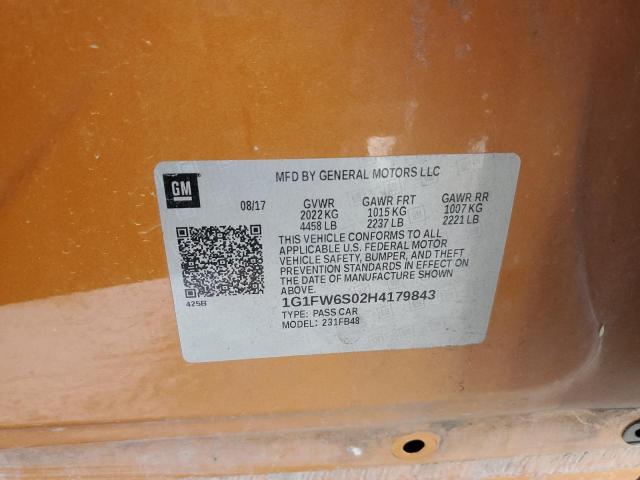 MFD BY GENERAL MOTORS LLC
GM
08/17 GVWR GAWR FRT GAWR RR
2022 KG 1015 KG 1007 KG
4458 LB 2237 LB 2221 LB
THIS VEHICLE CONFORMS TO ALL
APPLICABLE U.S. FEDERAL MOTOR
VEHICLE SAFETY, BUMPER, AND THEFT
PREVENTION STANDARDS IN EFFECT ON
THE DATE OF MANUFACTURE SHOWN
ABOVE.
425B
1G1FW6S02H4179843
TYPE: PASS CAR
MODEL: 231FB48